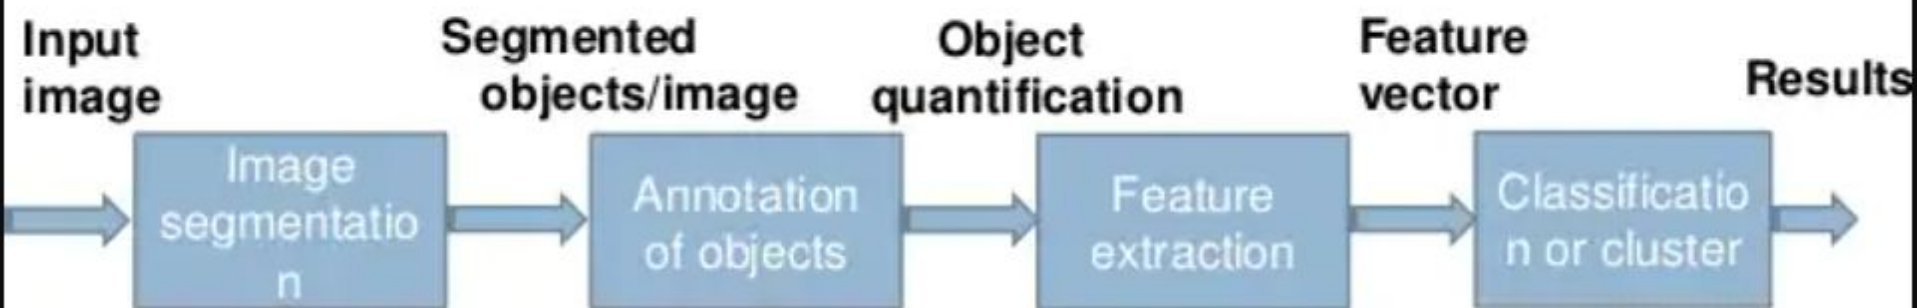 Input
image
Segmented
objects/image
Object
quantification
Feature
vector
Results
Image
segmentatio
n
Annotation
of objects
Feature
extraction
Classificatio
n or cluster